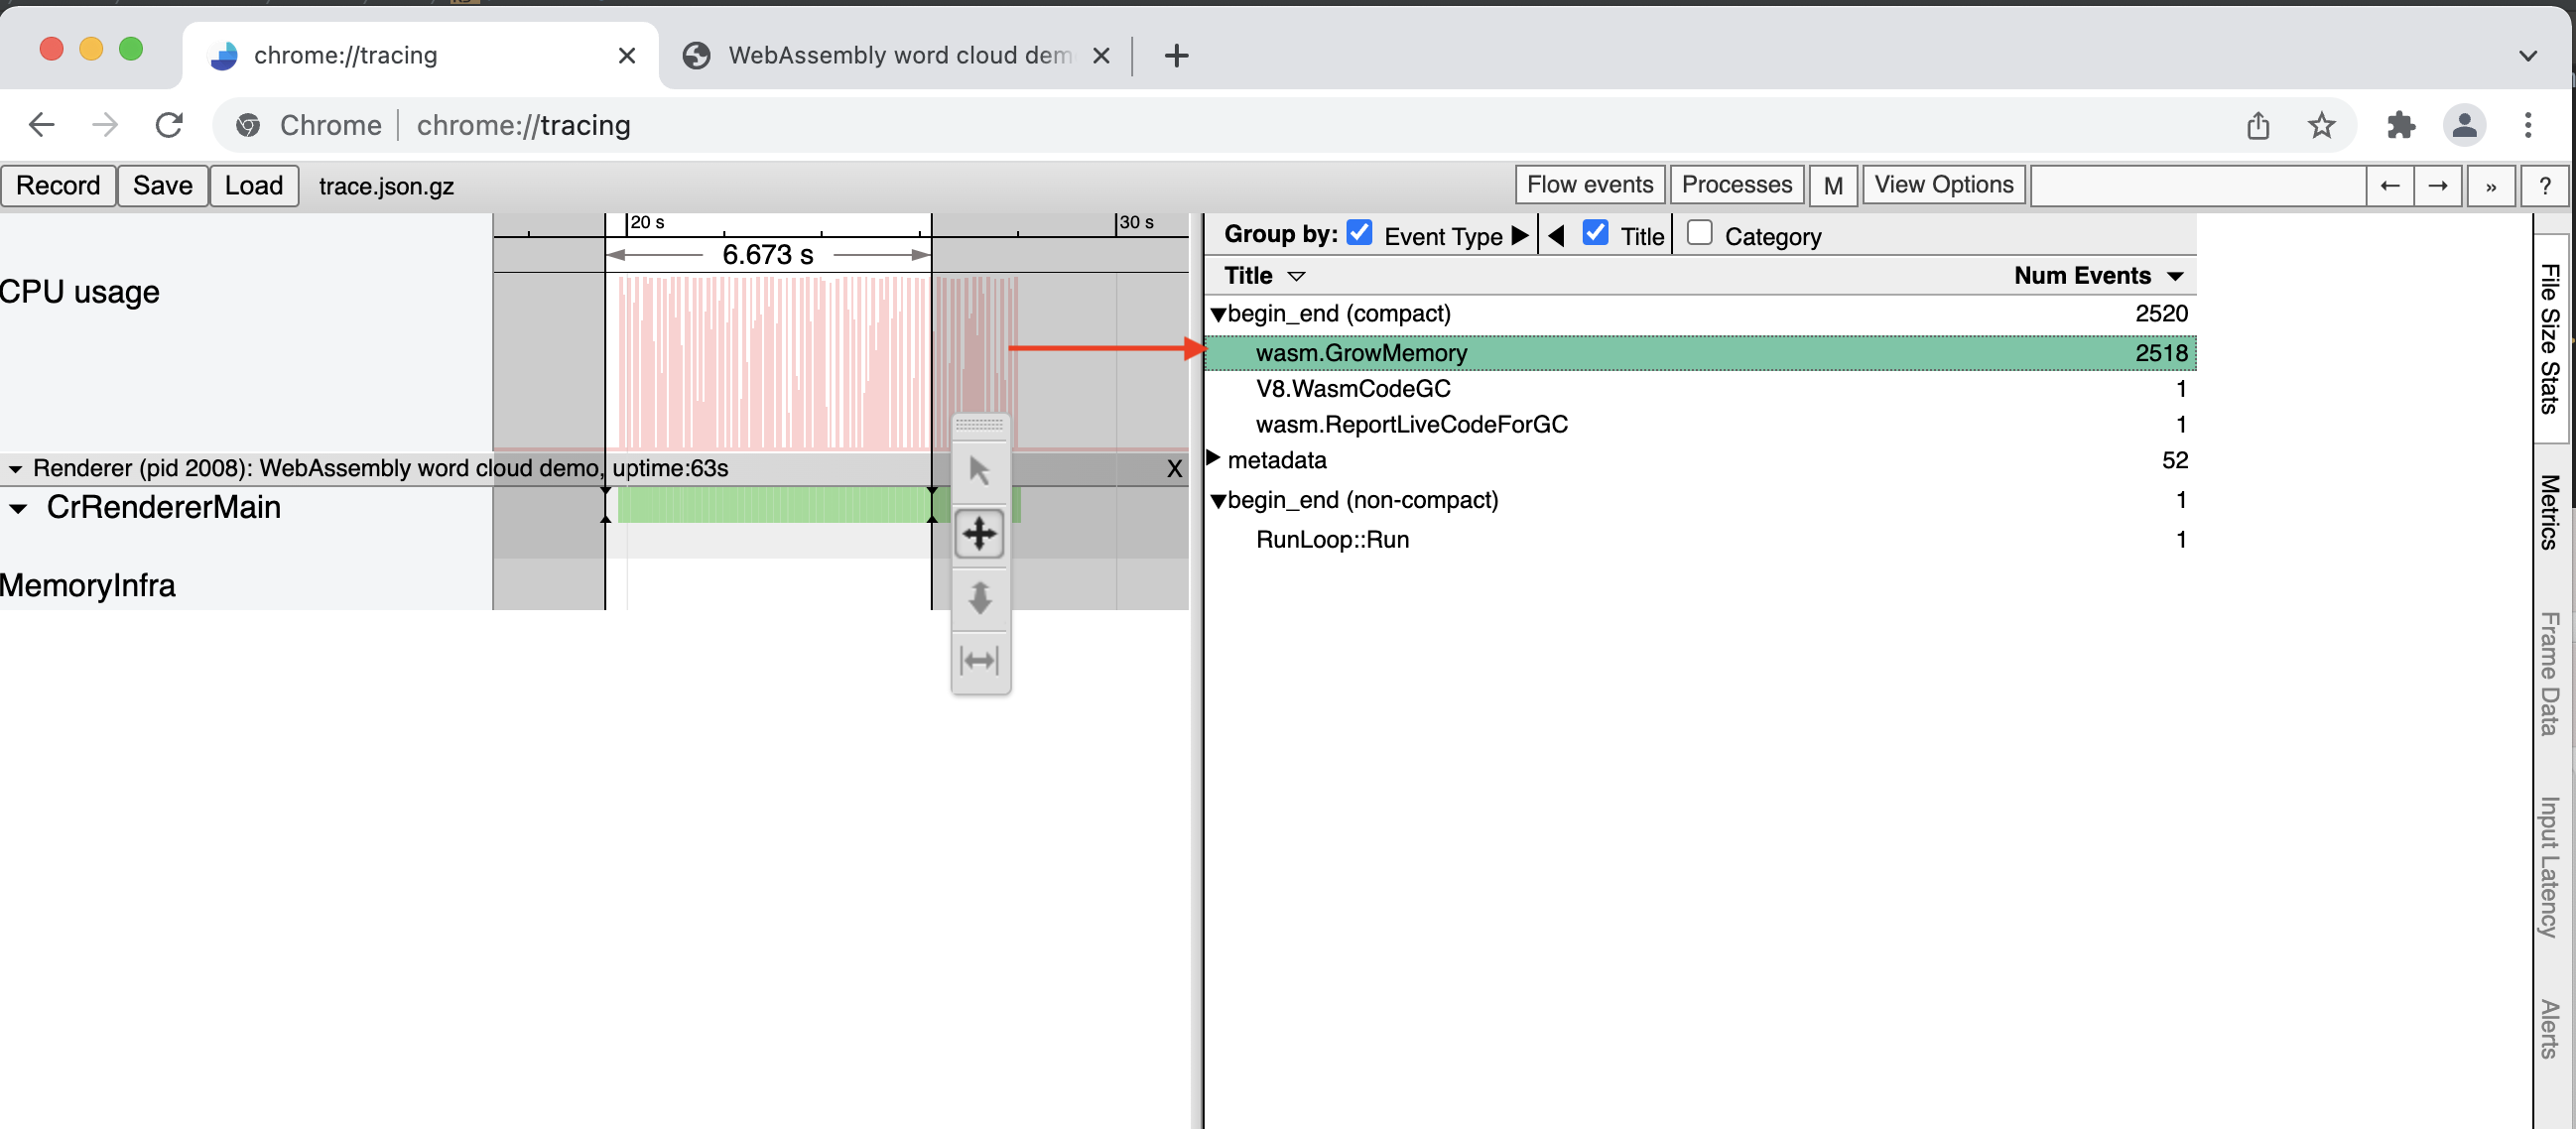 chrome://tracing
WebAssembly word cloud dem
Chrome | chrome://tracing
Record Save Load trace.json.gz Flow events Processes M View Options ← → » ?
20 s 30 s
6.673 s
CPU usage
Renderer (pid 2008): WebAssembly word cloud demo, uptime:63s X
CrRendererMain
MemoryInfra
Group by: Event Type Title Category
Title Num Events
begin_end (compact) 2520
wasm.GrowMemory 2518
V8.WasmCodeGC 1
wasm.ReportLiveCodeForGC 1
metadata 52
begin_end (non-compact) 1
RunLoop::Run 1
File Size Stats
Metrics
Frame Data
Input Latency
Alerts